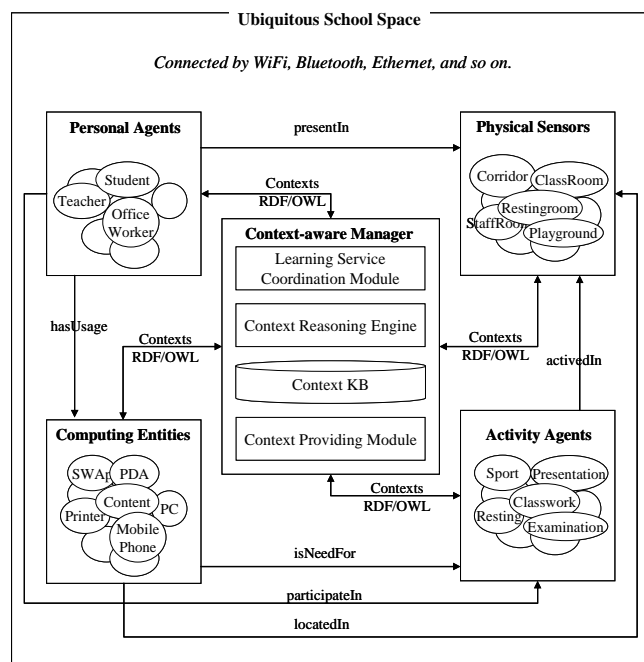 Ubiquitous School Space
Connected by WiFi, Bluetooth, Ethernet, and so on.
Personal Agents
Student
Teacher
Office
Worker
presentIn
Physical Sensors
Corridor
ClassRoom
Restingroom
StaffRoom
Playground
Contexts
RDF/OWL
Context-aware Manager
Learning Service
Coordination Module
Context Reasoning Engine
Context KB
Context Providing Module
hasUsage
Contexts
RDF/OWL
Contexts
RDF/OWL
activedIn
Computing Entities
SWAp
PDA
Content
PC
Printer
Mobile
Phone
Contexts
RDF/OWL
Activity Agents
Sport
Presentation
Classwork
Resting
Examination
isNeedFor
participateIn
locatedIn